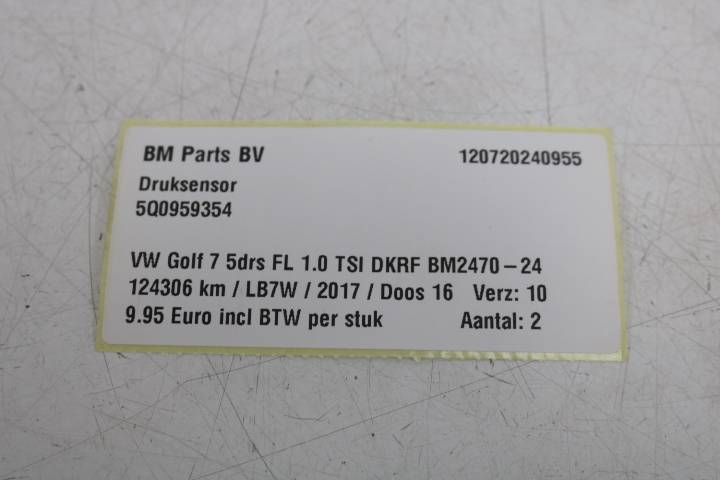 BM Parts BV 120720240955
Druksensor
5Q0959354
VW Golf 7 5drs FL 1.0 TSI DKRF BM2470-24
124306 km / LB7W / 2017 / Doos 16 Verz: 10
9.95 Euro incl BTW per stuk Aantal: 2